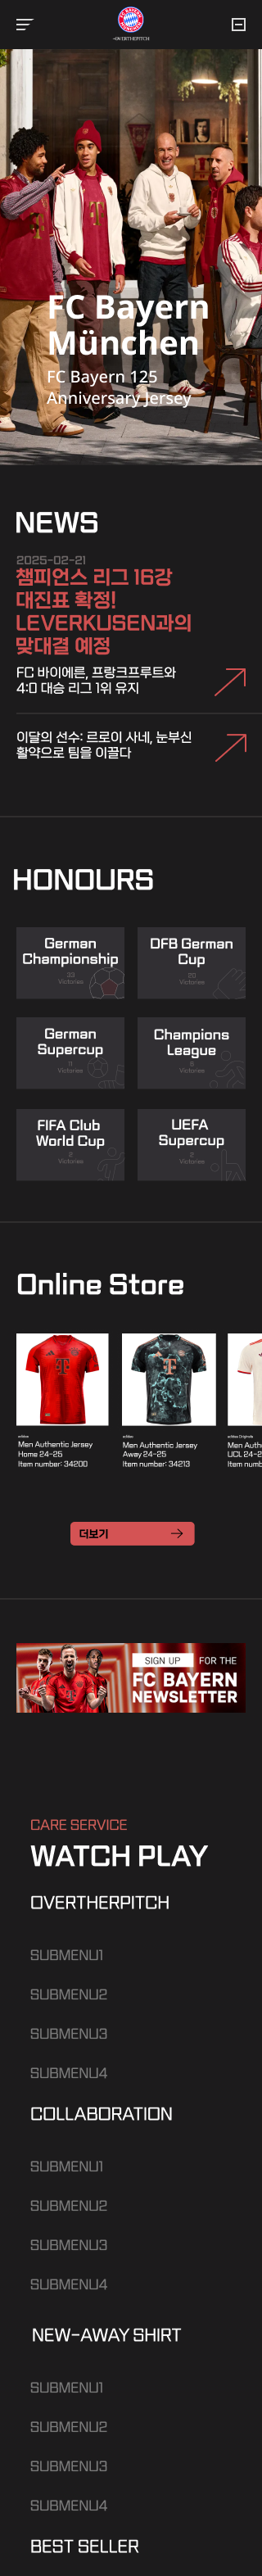 ×OVERTHEPITCH
FC Bayern
München
FC Bayern 125
Anniversary Jersey
NEWS
2025-02-21
챔피언스 리그 16강
대진표 확정!
LEVERKUSEN과의
맞대결 예정
FC 바이에른, 프랑크프루트와
4:0 대승 리그 1위 유지
이달의 선수: 르로이 사네, 눈부신
활약으로 팀을 이끌다
HONOURS
German
Championship
33
Victories
DFB German
Cup
20
Victories
German
Supercup
Victories
Champions
League
6
Victories
FIFA Club
World Cup
2
Victories
UEFA
Supercup
2
Victories
Online Store
adidas
Men Authentic Jersey
Home 24-25
Item number: 34200
adidas
Men Authentic Jersey
Away 24-25
Item number: 34213
adidas Originals
Men Auth
UCL 24-2
Item numb
더보기
SIGN UP FOR THE
FC BAYERN
NEWSLETTER
CARE SERVICE
WATCH PLAY
OVERTHERPITCH
SUBMENU1
SUBMENU2
SUBMENU3
SUBMENU4
COLLABORATION
SUBMENU1
SUBMENU2
SUBMENU3
SUBMENU4
NEW-AWAY SHIRT
SUBMENU1
SUBMENU2
SUBMENU3
SUBMENU4
BEST SELLER